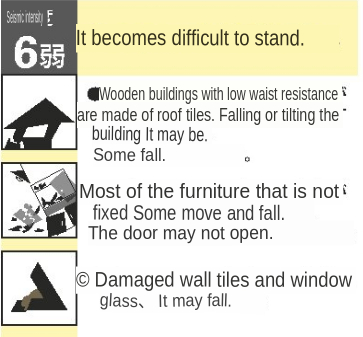 Seismic intensity
6弱
It becomes difficult to stand.
Wooden buildings with low waist resistance
are made of roof tiles. Falling or tilting the
building It may be.
Some fall.
Most of the furniture that is not
fixed Some move and fall.
The door may not open.
© Damaged wall tiles and window
glass、 It may fall.